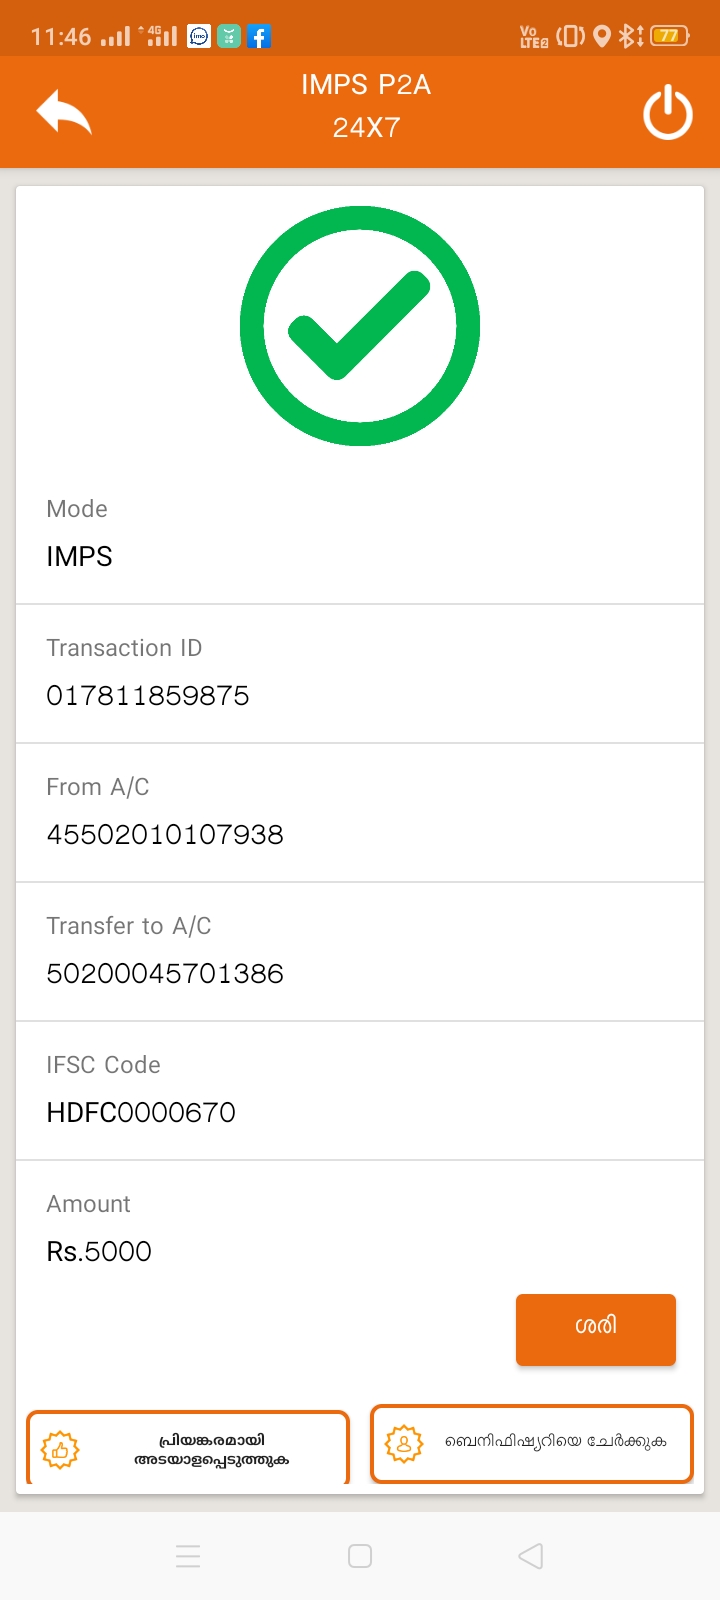 11:46 4G imo Vo LTE2 77
IMPS P2A
24X7
Mode
IMPS
Transaction ID
017811859875
From A/C
45502010107938
Transfer to A/C
50200045701386
IFSC Code
HDFC0000670
Amount
Rs.5000
ശരി
പ്രിയങ്കരമായി
അടയാളപ്പെടുത്തുക
ബെനിഫിഷ്യറിയെ ചേർക്കുക